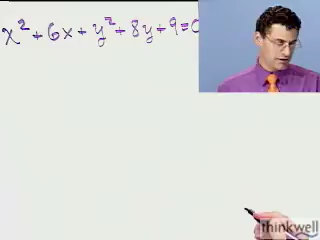 x² + 6x + y² + 8y + 9 = 0
thinkwell